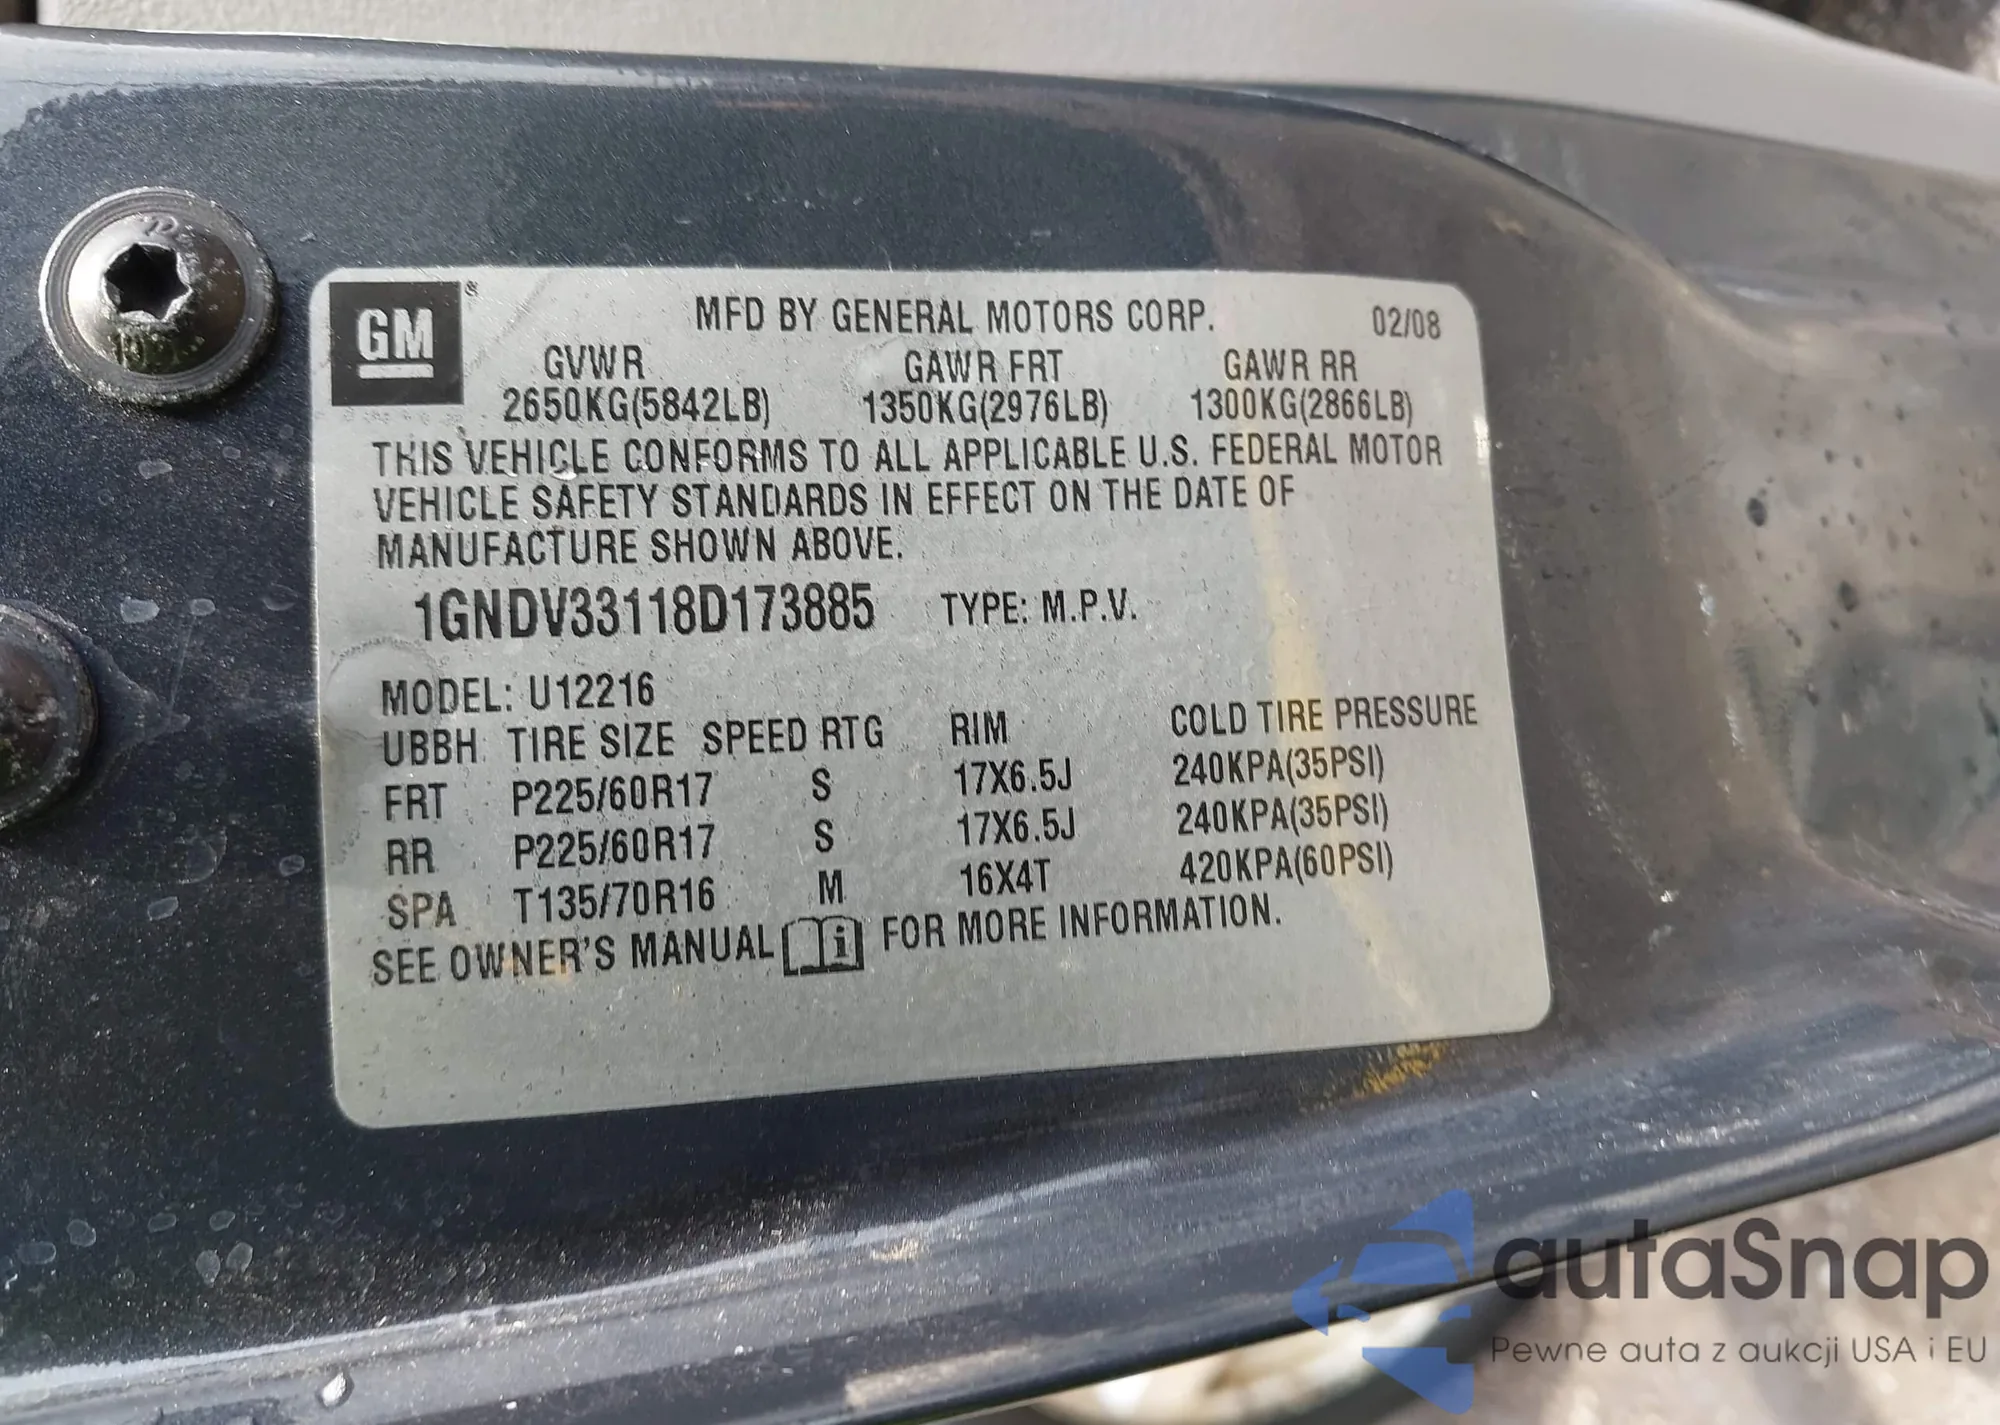 GM ®
MFD BY GENERAL MOTORS CORP. 02/08
GVWR GAWR FRT GAWR RR
2650KG(5842LB) 1350KG(2976LB) 1300KG(2866LB)
THIS VEHICLE CONFORMS TO ALL APPLICABLE U.S. FEDERAL MOTOR
VEHICLE SAFETY STANDARDS IN EFFECT ON THE DATE OF
MANUFACTURE SHOWN ABOVE.
1GNDV33118D173885 TYPE: M.P.V.
MODEL: U12216
UBBH TIRE SIZE SPEED RTG RIM COLD TIRE PRESSURE
FRT P225/60R17 S 17X6.5J 240KPA(35PSI)
RR P225/60R17 S 17X6.5J 240KPA(35PSI)
SPA T135/70R16 M 16X4T 420KPA(60PSI)
SEE OWNER'S MANUAL i FOR MORE INFORMATION.
autaSnap
Pewne auta z aukcji USA i EU